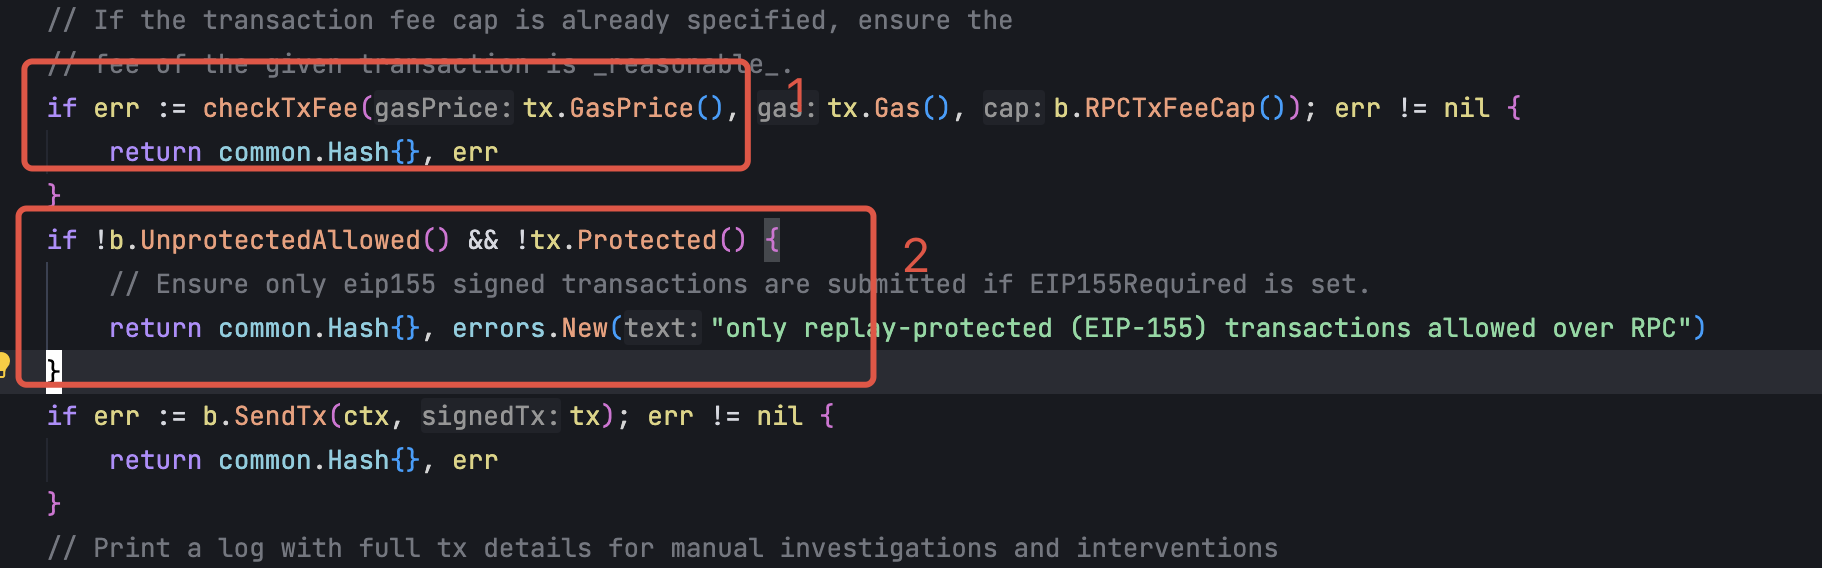 // If the transaction fee cap is already specified, ensure the
// fee of the given transaction is _reasonable_.
if err := checkTxFee(gasPrice: tx.GasPrice(), gas: tx.Gas(), cap: b.RPCTxFeeCap()); err != nil {
return common.Hash{}, err
}
1
if !b.UnprotectedAllowed() && !tx.Protected() {
// Ensure only eip155 signed transactions are submitted if EIP155Required is set.
return common.Hash{}, errors.New(text: "only replay-protected (EIP-155) transactions allowed over RPC")
}
2
if err := b.SendTx(ctx, signedTx: tx); err != nil {
return common.Hash{}, err
}
// Print a log with full tx details for manual investigations and interventions